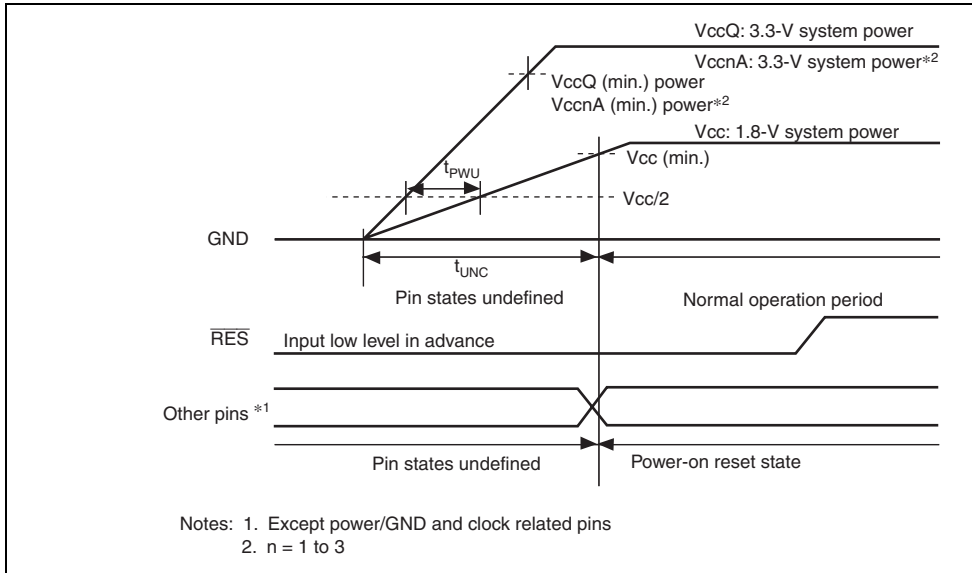 VccQ: 3.3-V system power
VccnA: 3.3-V system power*2
VccQ (min.) power
VccnA (min.) power*2
Vcc: 1.8-V system power
Vcc (min.)
tPWU
Vcc/2
GND
tUNC
Pin states undefined
Normal operation period
RES
Input low level in advance
Other pins *1
Pin states undefined
Power-on reset state
Notes: 1. Except power/GND and clock related pins
2. n = 1 to 3